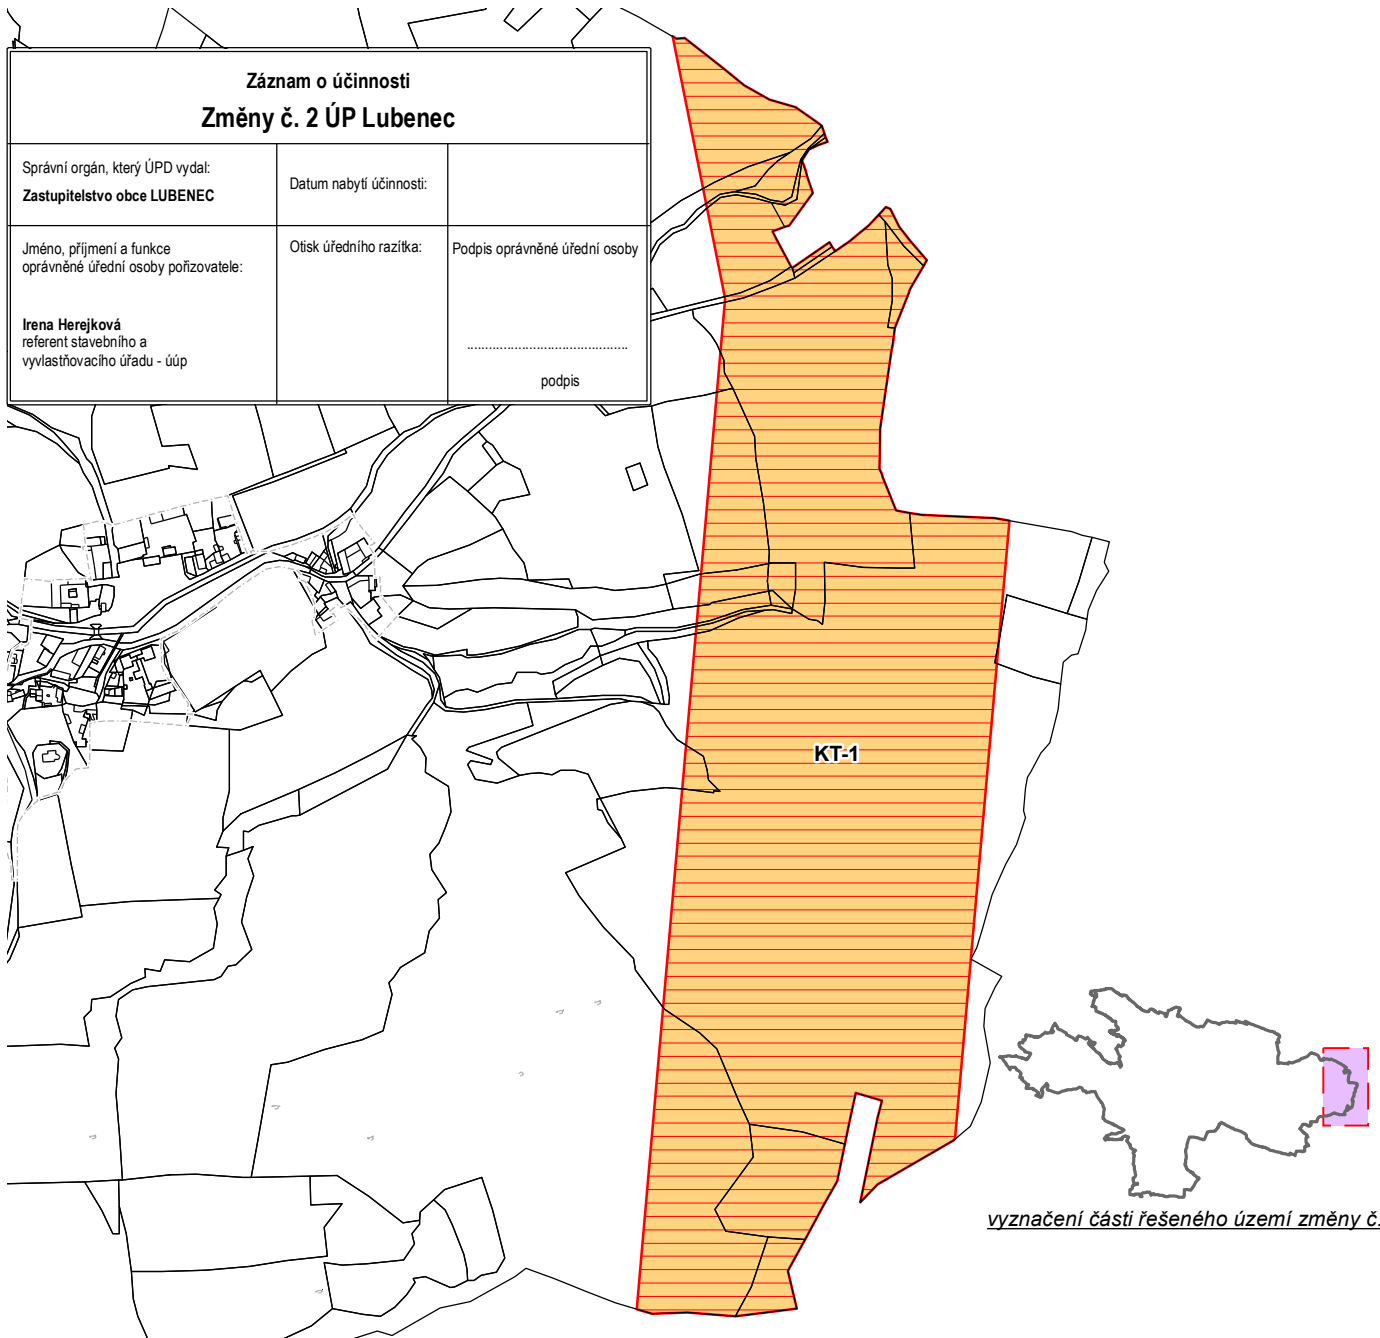 Záznam o účinnosti
Změny č. 2 ÚP Lubenec
Správní orgán, který ÚPD vydal:
Zastupitelstvo obce LUBENEC
Datum nabytí účinnosti:
Jméno, příjmení a funkce
oprávněné úřední osoby pořizovatele:
Irena Herejková
referent stavebního a
vyvlastňovacího úřadu - úúp
Otisk úředního razítka:
Podpis oprávněné úřední osoby
............................................
podpis
KT-1
vyznačení části řešeného území změny č.